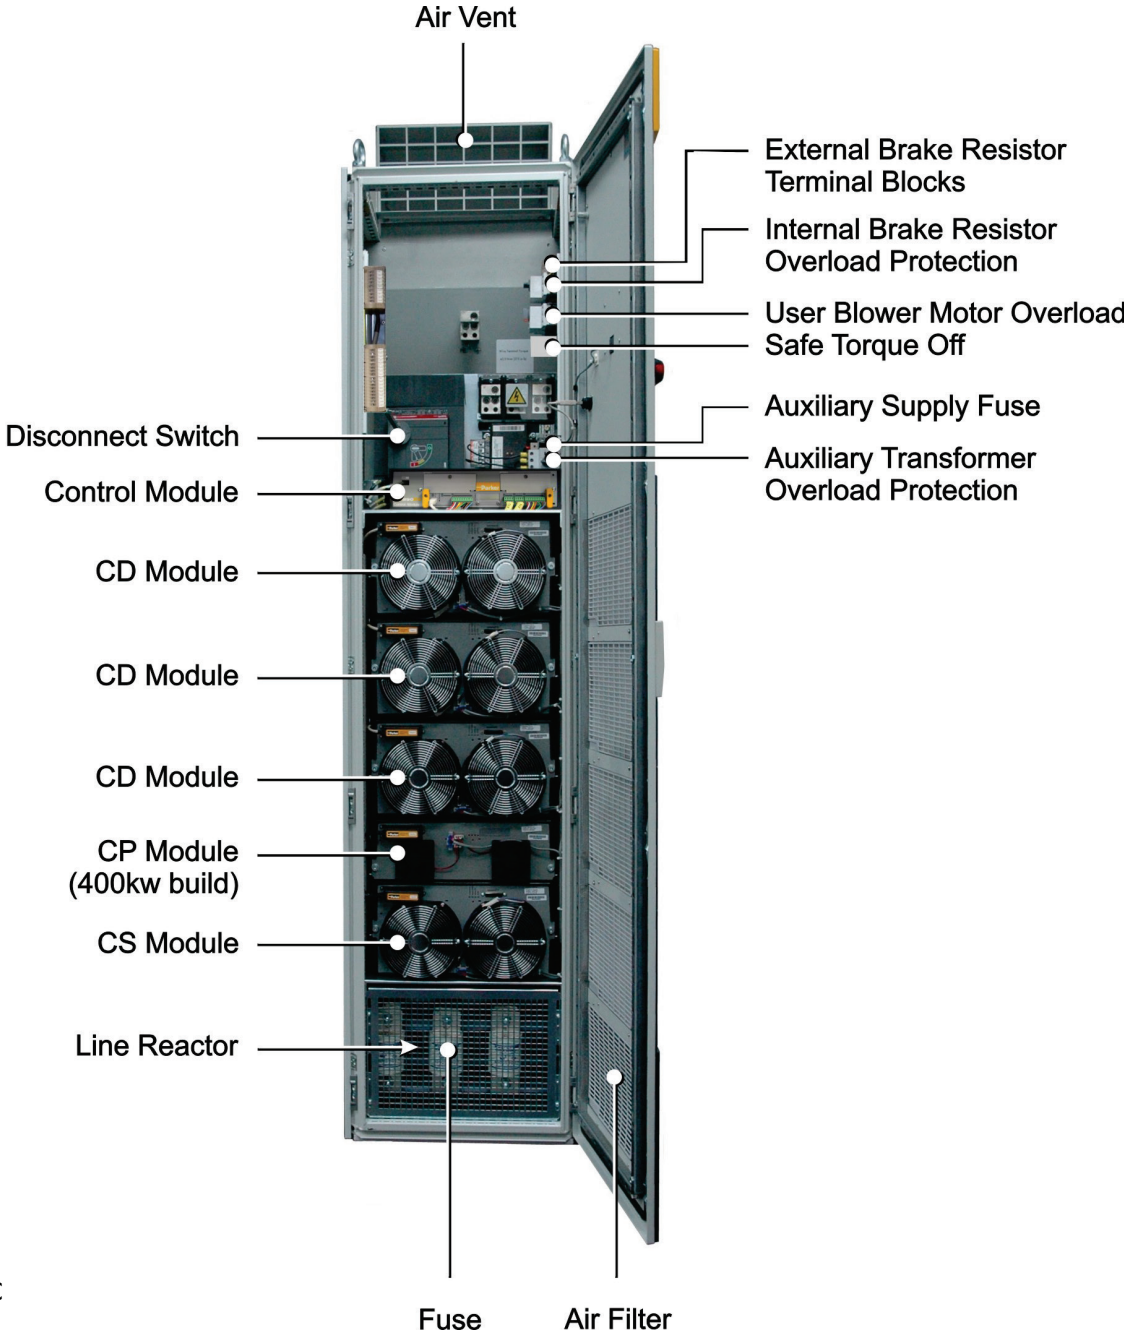 Air Vent
External Brake Resistor
Terminal Blocks
Internal Brake Resistor
Overload Protection
User Blower Motor Overload
Safe Torque Off
Auxiliary Supply Fuse
Auxiliary Transformer
Overload Protection
Disconnect Switch
Control Module
CD Module
CD Module
CD Module
CP Module
(400kw build)
CS Module
Line Reactor
Fuse
Air Filter